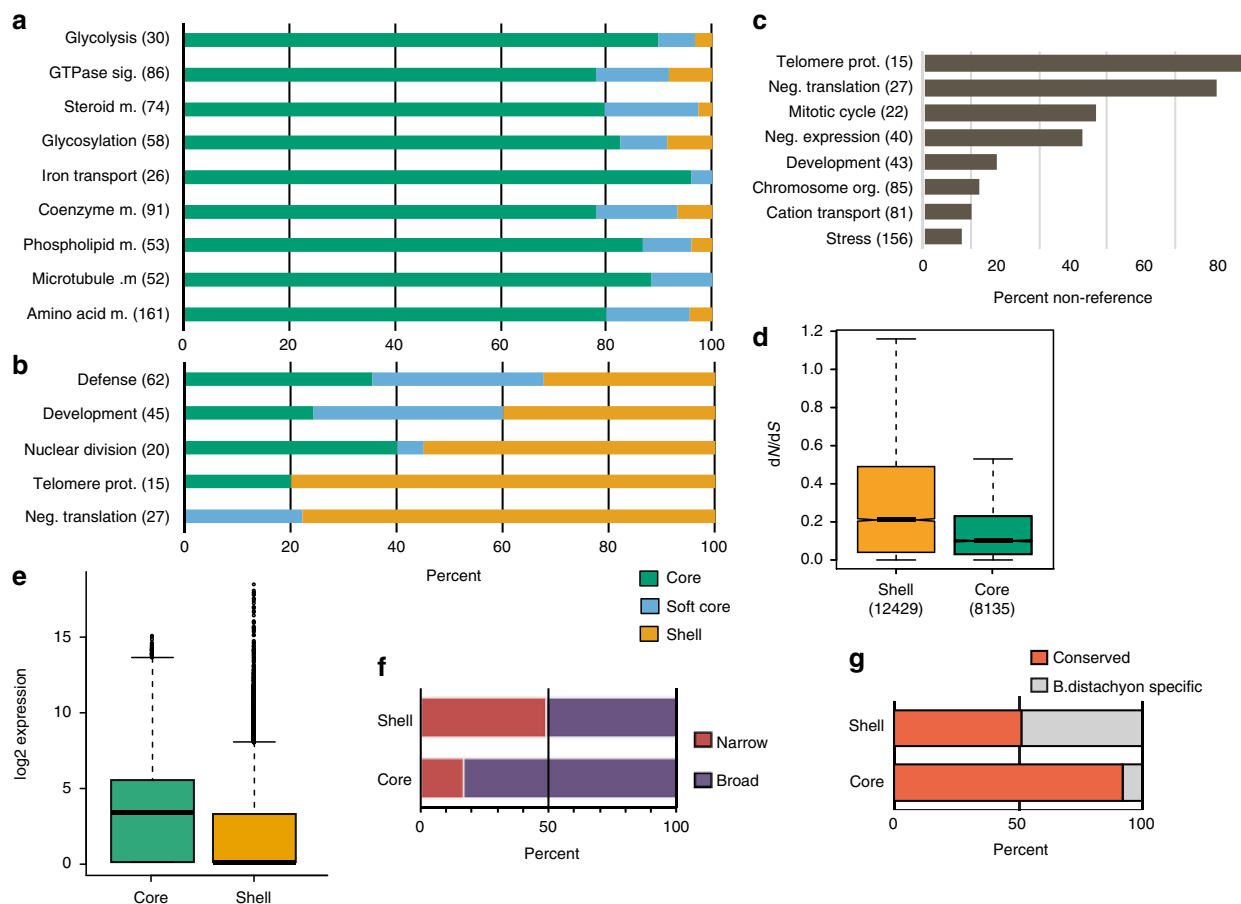 a
Glycolysis (30)
GTPase sig. (86)
Steroid m. (74)
Glycosylation (58)
Iron transport (26)
Coenzyme m. (91)
Phospholipid m. (53)
Microtubule .m (52)
Amino acid m. (161)
0 20 40 60 80 100
b
Defense (62)
Development (45)
Nuclear division (20)
Telomere prot. (15)
Neg. translation (27)
0 20 40 60 80 100
Percent
Core
Soft core
Shell
c
Telomere prot. (15)
Neg. translation (27)
Mitotic cycle (22)
Neg. expression (40)
Development (43)
Chromosome org. (85)
Cation transport (81)
Stress (156)
0 20 40 60 80
Percent non-reference
d
1.2
1.0
0.8
0.6
0.4
0.2
0.0
dN/dS
Shell Core
(12429) (8135)
e
15
10
5
0
log2 expression
Core Shell
f
Shell
Core
Narrow
Broad
0 50 100
Percent
g
Conserved
B.distachyon specific
Shell
Core
0 50 100
Percent